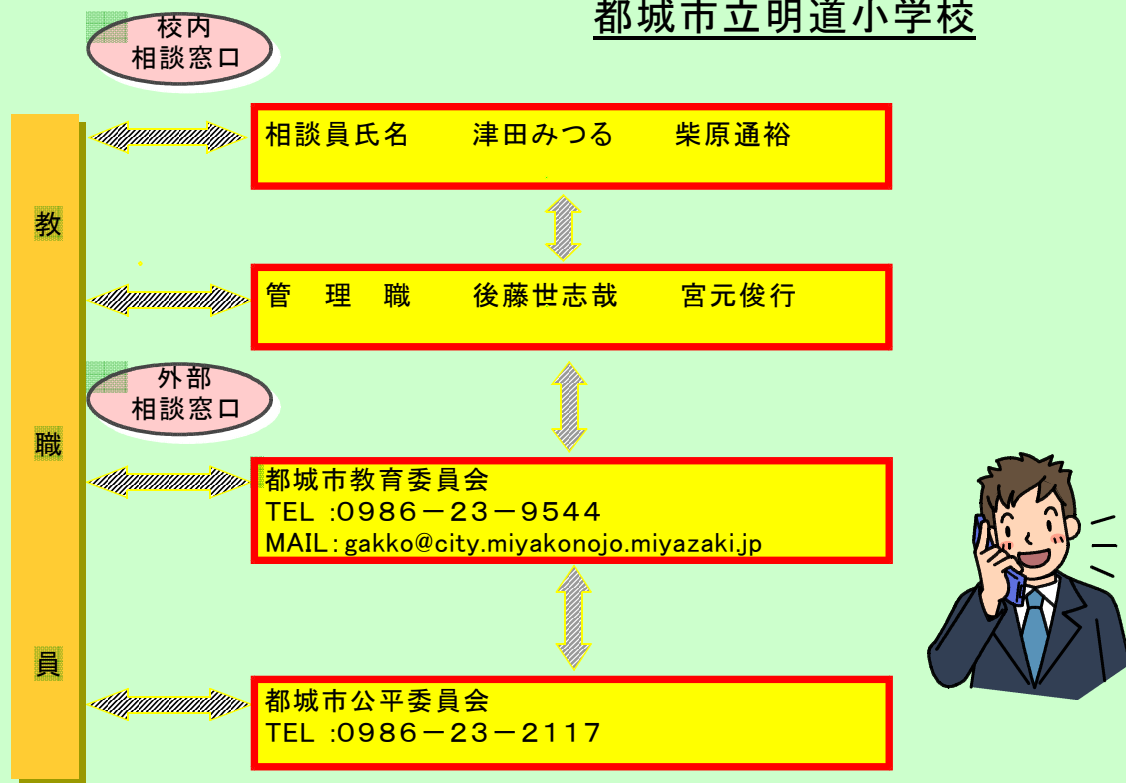 都城市立明道小学校
校内
相談窓口
相談員氏名　　津田みつる　　柴原通裕
管　理　職　　後藤世志哉　　宮元俊行
外部
相談窓口
都城市教育委員会
TEL :0986－23－9544
MAIL：gakko@city.miyakonojo.miyazaki.jp
都城市公平委員会
TEL :0986－23－2117
教職員